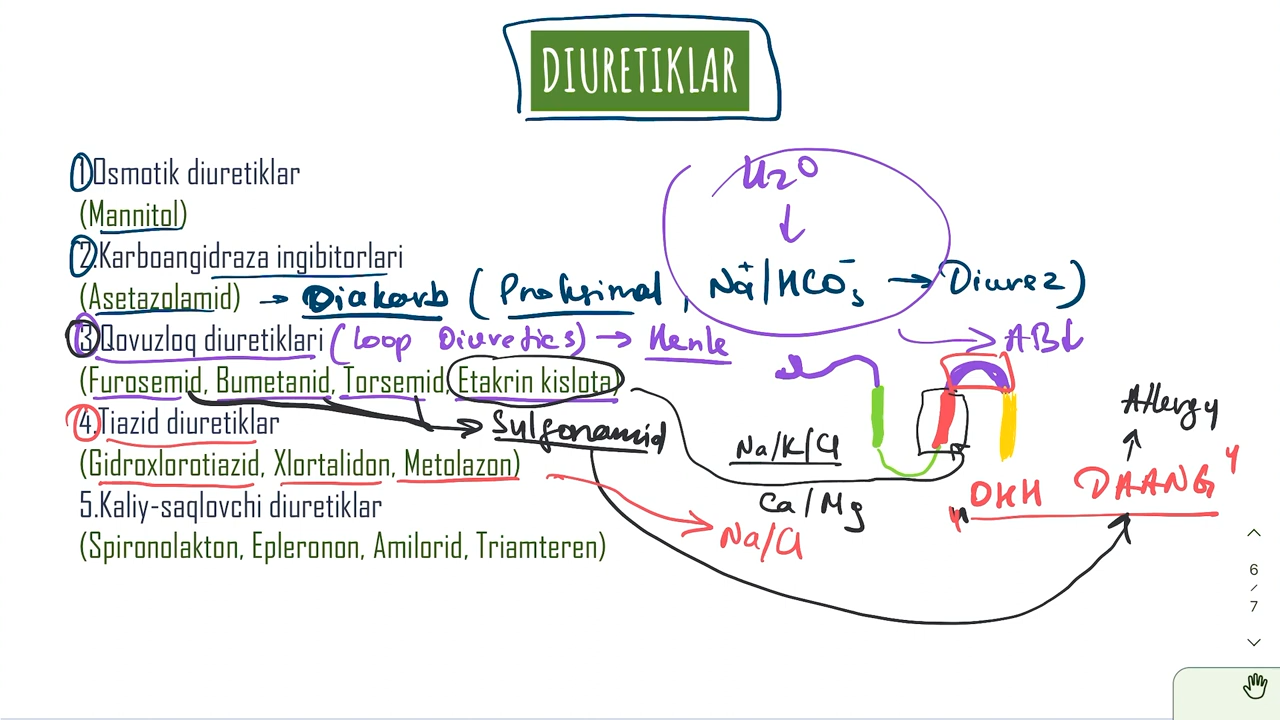 DIURETIKLAR
1.Osmotik diuretiklar
(Mannitol)
H2O
2.Karboangidraza ingibitorlari
(Asetazolamid) → Diakarb ( Proksimal , Na+/HCO3- → Diurez)
3.Qovuzloq diuretiklari (Loop Diuretics) → Henle
AB↓
(Furosemid, Bumetanid, Torsemid, Etakrin kislota)
Allergy
4.Tiazid diuretiklar
Sulfonamid
Na/K/Cl
(Gidroxlorotiazid, Xlortalidon, Metolazon)
"OHH DAANG"
5.Kaliy-saqlovchi diuretiklar
Ca/Mg
(Spironolakton, Epleronon, Amilorid, Triamteren)
Na/Cl
6
/
7